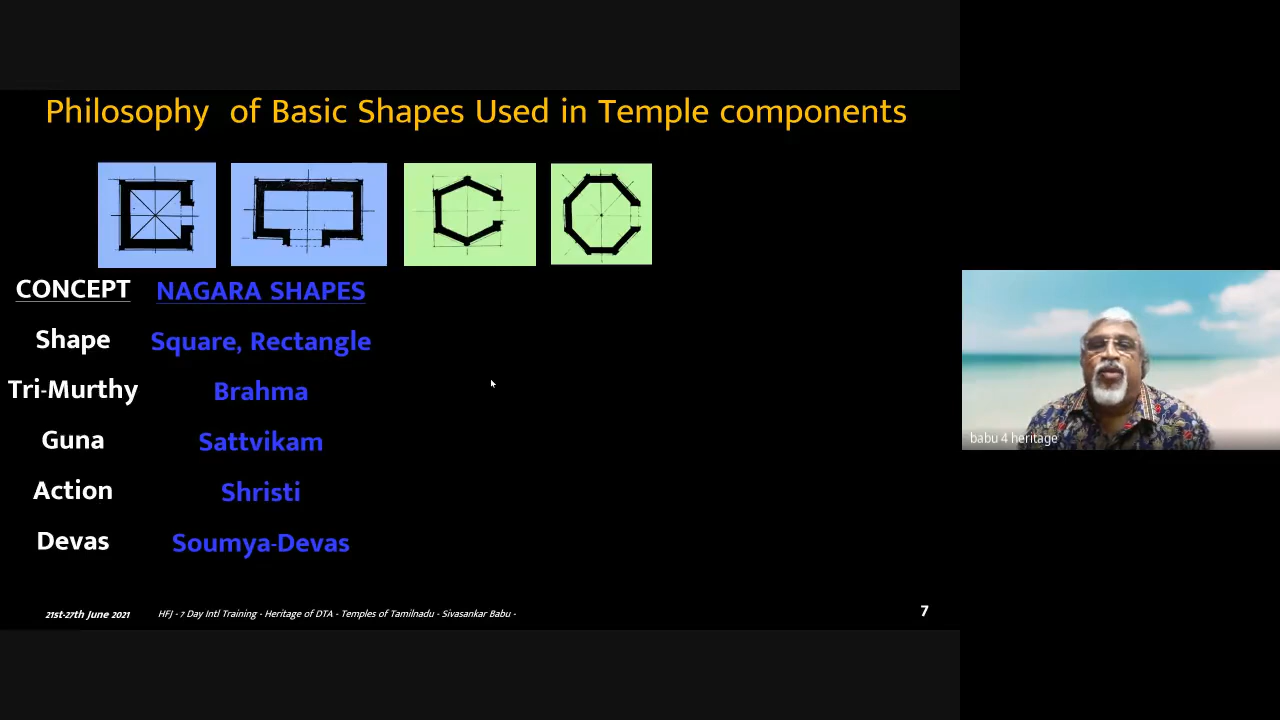 Philosophy of Basic Shapes Used in Temple components
CONCEPT NAGARA SHAPES
Shape Square, Rectangle
Tri-Murthy Brahma
Guna Sattvikam
Action Shristi
Devas Soumya-Devas
21st-27th June 2021 HFJ - 7 Day Intl Training - Heritage of DTA - Temples of Tamilnadu - Sivasankar Babu - 7
babu 4 heritage